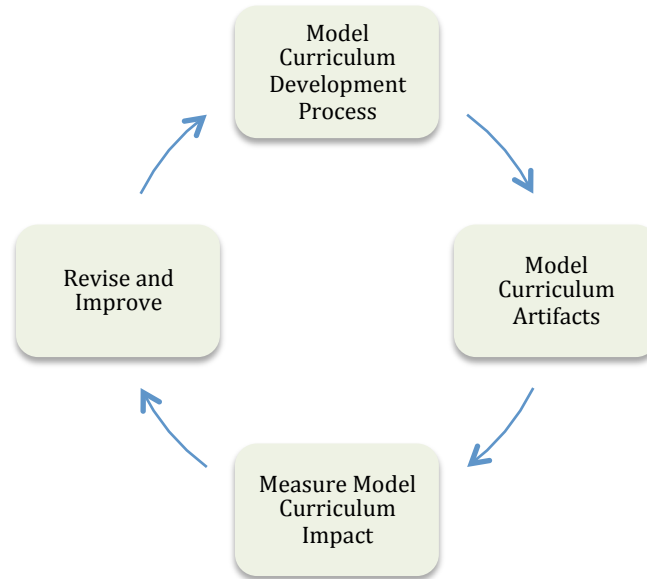 Model
Curriculum
Development
Process
Revise and
Improve
Model
Curriculum
Artifacts
Measure Model
Curriculum
Impact